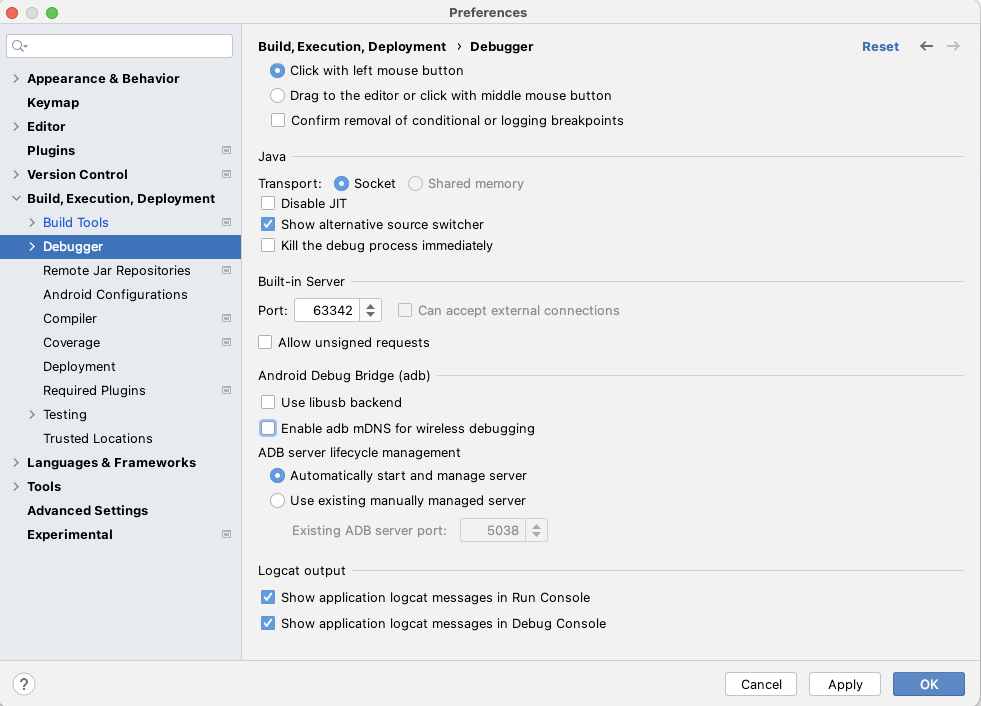 Preferences
Build, Execution, Deployment › Debugger
Reset
Appearance & Behavior
Keymap
Editor
Plugins
Version Control
Build, Execution, Deployment
Build Tools
Debugger
Remote Jar Repositories
Android Configurations
Compiler
Coverage
Deployment
Required Plugins
Testing
Trusted Locations
Languages & Frameworks
Tools
Advanced Settings
Experimental
Click with left mouse button
Drag to the editor or click with middle mouse button
Confirm removal of conditional or logging breakpoints
Java
Transport: Socket Shared memory
Disable JIT
Show alternative source switcher
Kill the debug process immediately
Built-in Server
Port: 63342 Can accept external connections
Allow unsigned requests
Android Debug Bridge (adb)
Use libusb backend
Enable adb mDNS for wireless debugging
ADB server lifecycle management
Automatically start and manage server
Use existing manually managed server
Existing ADB server port: 5038
Logcat output
Show application logcat messages in Run Console
Show application logcat messages in Debug Console
? Cancel Apply OK